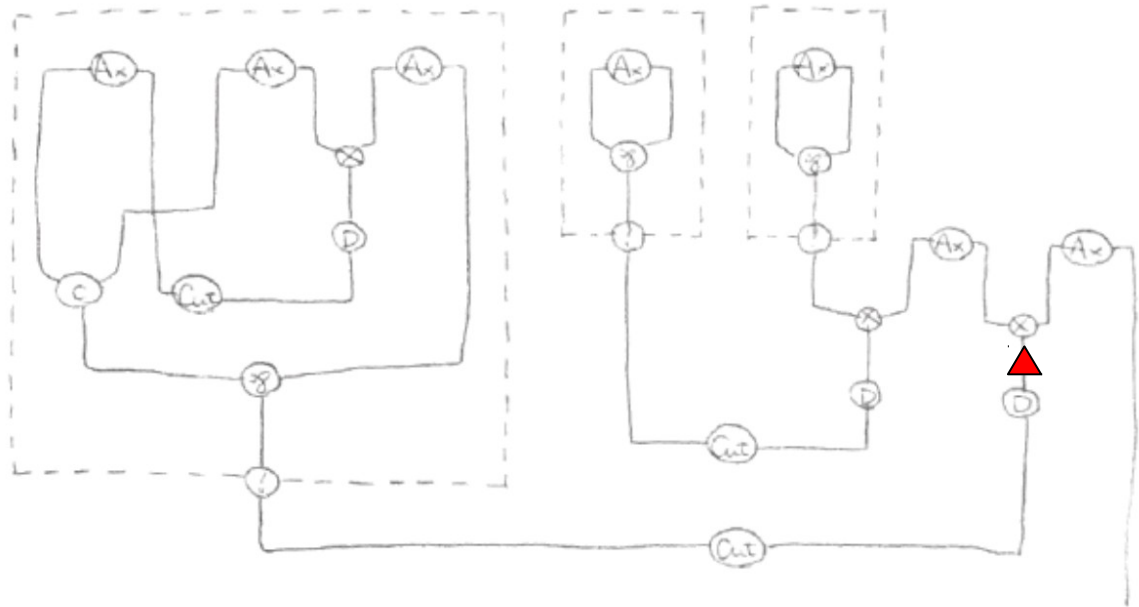 Ax Ax Ax Ax Ax
⊗ ⅋ ⅋
D ! ! Ax Ax
C Cut ⊗ ⊗
⅋ D D
Cut
!
Cut